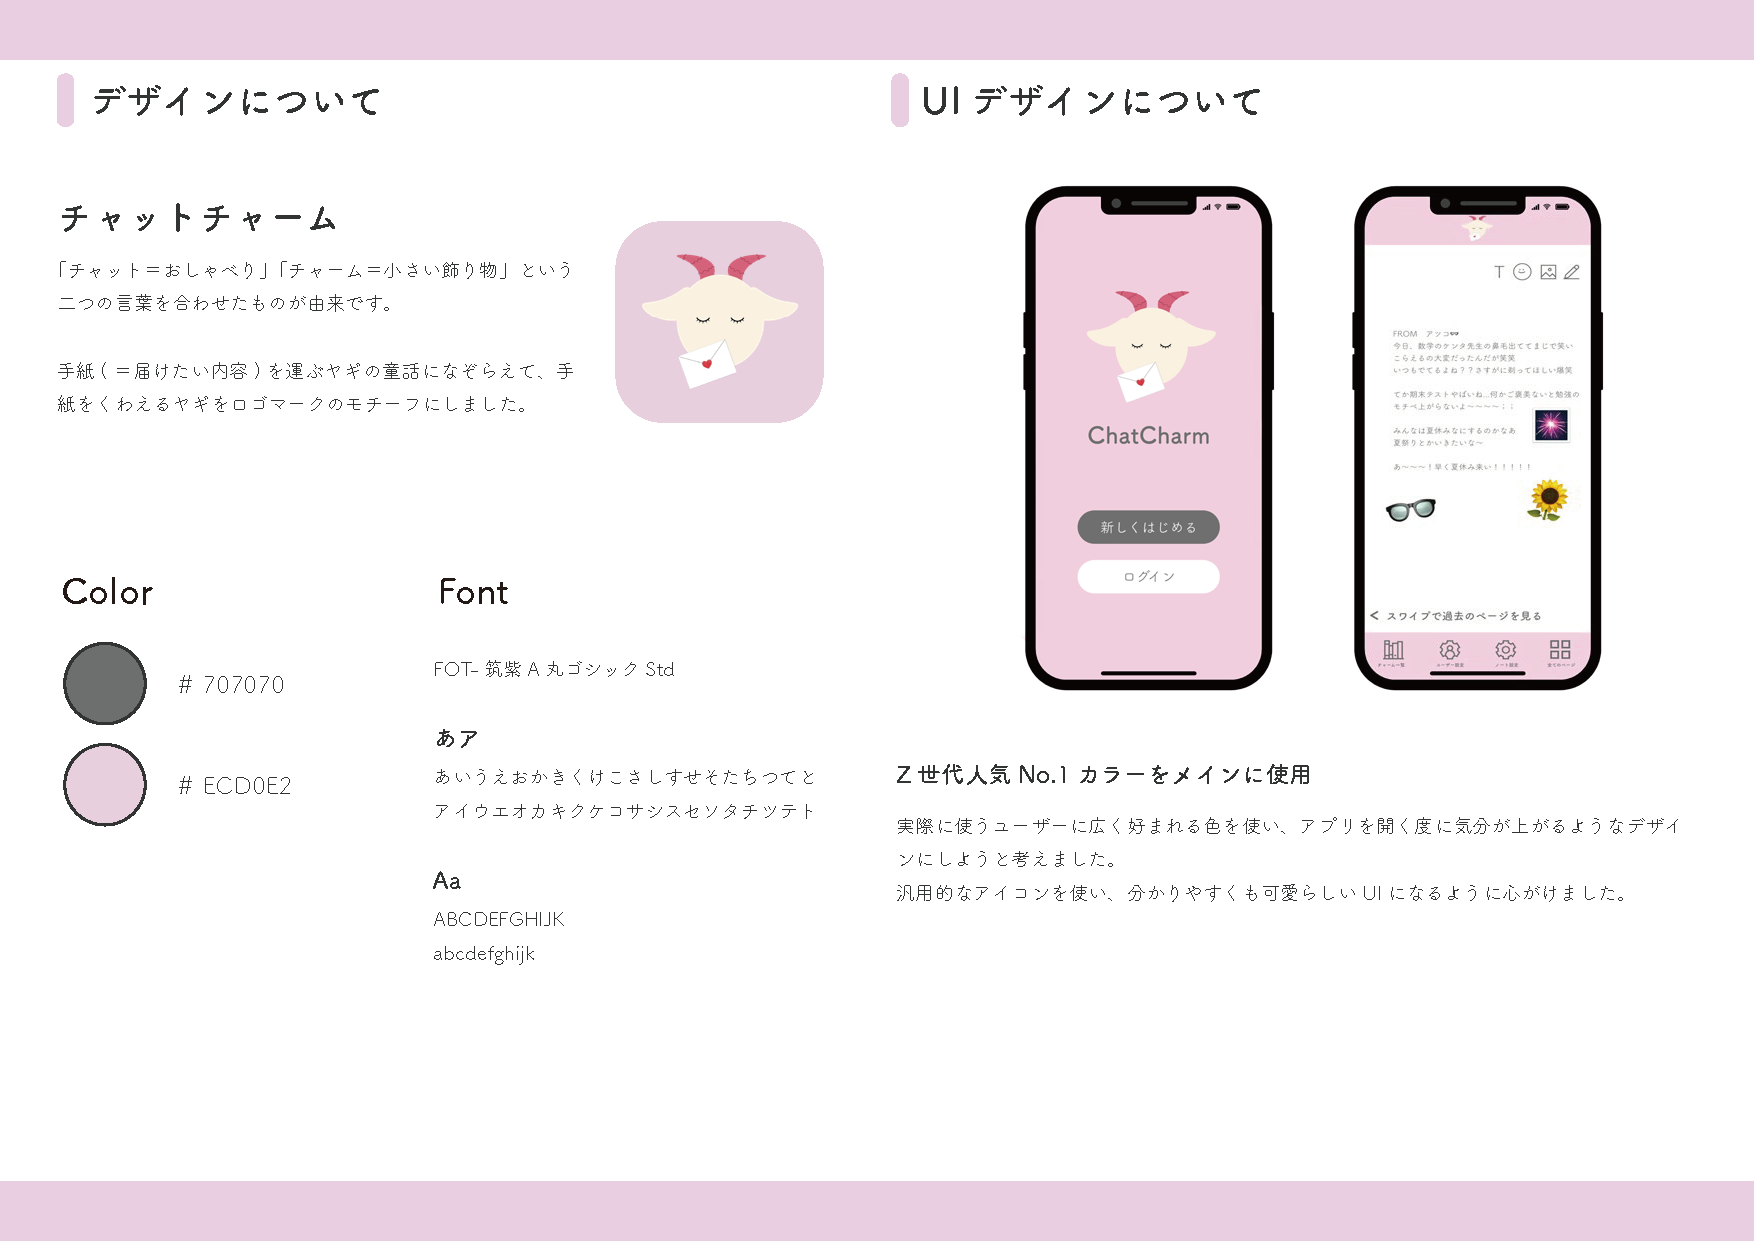 デザインについて
チャットチャーム
「チャット＝おしゃべり」「チャーム＝小さい飾り物」という
二つの言葉を合わせたものが由来です。
手紙 ( ＝届けたい内容 ) を運ぶヤギの童話になぞらえて、手
紙をくわえるヤギをロゴマークのモチーフにしました。
Color
# 707070
# ECD0E2
Font
FOT- 筑紫 A 丸ゴシック Std
あア
あいうえおかきくけこさしすせそたちつてと
アイウエオカキクケコサシスセソタチツテト
Aa
ABCDEFGHIJK
abcdefghijk
UI デザインについて
ChatCharm
新しくはじめる
ログイン
T
FROM アツコ🕶
今日、数学のケンタ先生の鼻毛出ててまじで笑い
こらえるの大変だったんだが笑笑
いつもでてるよね？？さすがに剃ってほしい爆笑
てか期末テストやばいね...何かご褒美ないと勉強の
モチベ上がらないよ〜〜〜〜；；
みんなは夏休みなにするのかなあ
夏祭りとかいきたいな〜
あ〜〜〜！早く夏休み来い！！！！！
< スワイプで過去のページを見る
チャーム一覧
ユーザー設定
ノート設定
全てのページ
Z 世代人気 No.1 カラーをメインに使用
実際に使うユーザーに広く好まれる色を使い、アプリを開く度に気分が上がるようなデザイ
ンにしようと考えました。
汎用的なアイコンを使い、分かりやすくも可愛らしい UI になるように心がけました。